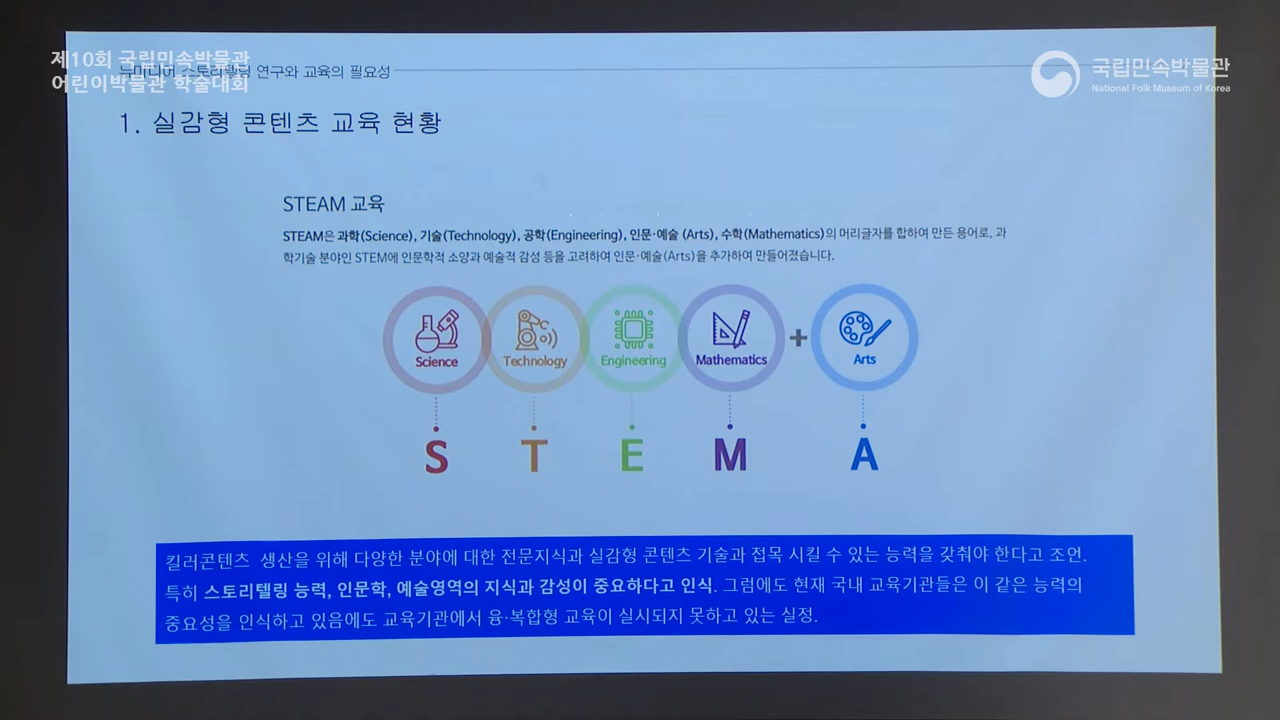 제10회 국립민속박물관
어린이박물관 학술대회
국립민속박물관
National Folk Museum of Korea
뉴미디어 스토리텔링 연구와 교육의 필요성
1. 실감형 콘텐츠 교육 현황
STEAM 교육
STEAM은 과학(Science), 기술(Technology), 공학(Engineering), 인문·예술 (Arts), 수학(Mathematics)의 머리글자를 합하여 만든 용어로, 과
학기술 분야인 STEM에 인문학적 소양과 예술적 감성 등을 고려하여 인문·예술(Arts)을 추가하여 만들어졌습니다.
Science Technology Engineering Mathematics + Arts
S T E M A
킬러콘텐츠 생산을 위해 다양한 분야에 대한 전문지식과 실감형 콘텐츠 기술과 접목 시킬 수 있는 능력을 갖춰야 한다고 조언.
특히 스토리텔링 능력, 인문학, 예술영역의 지식과 감성이 중요하다고 인식. 그럼에도 현재 국내 교육기관들은 이 같은 능력의
중요성을 인식하고 있음에도 교육기관에서 융·복합형 교육이 실시되지 못하고 있는 실정.